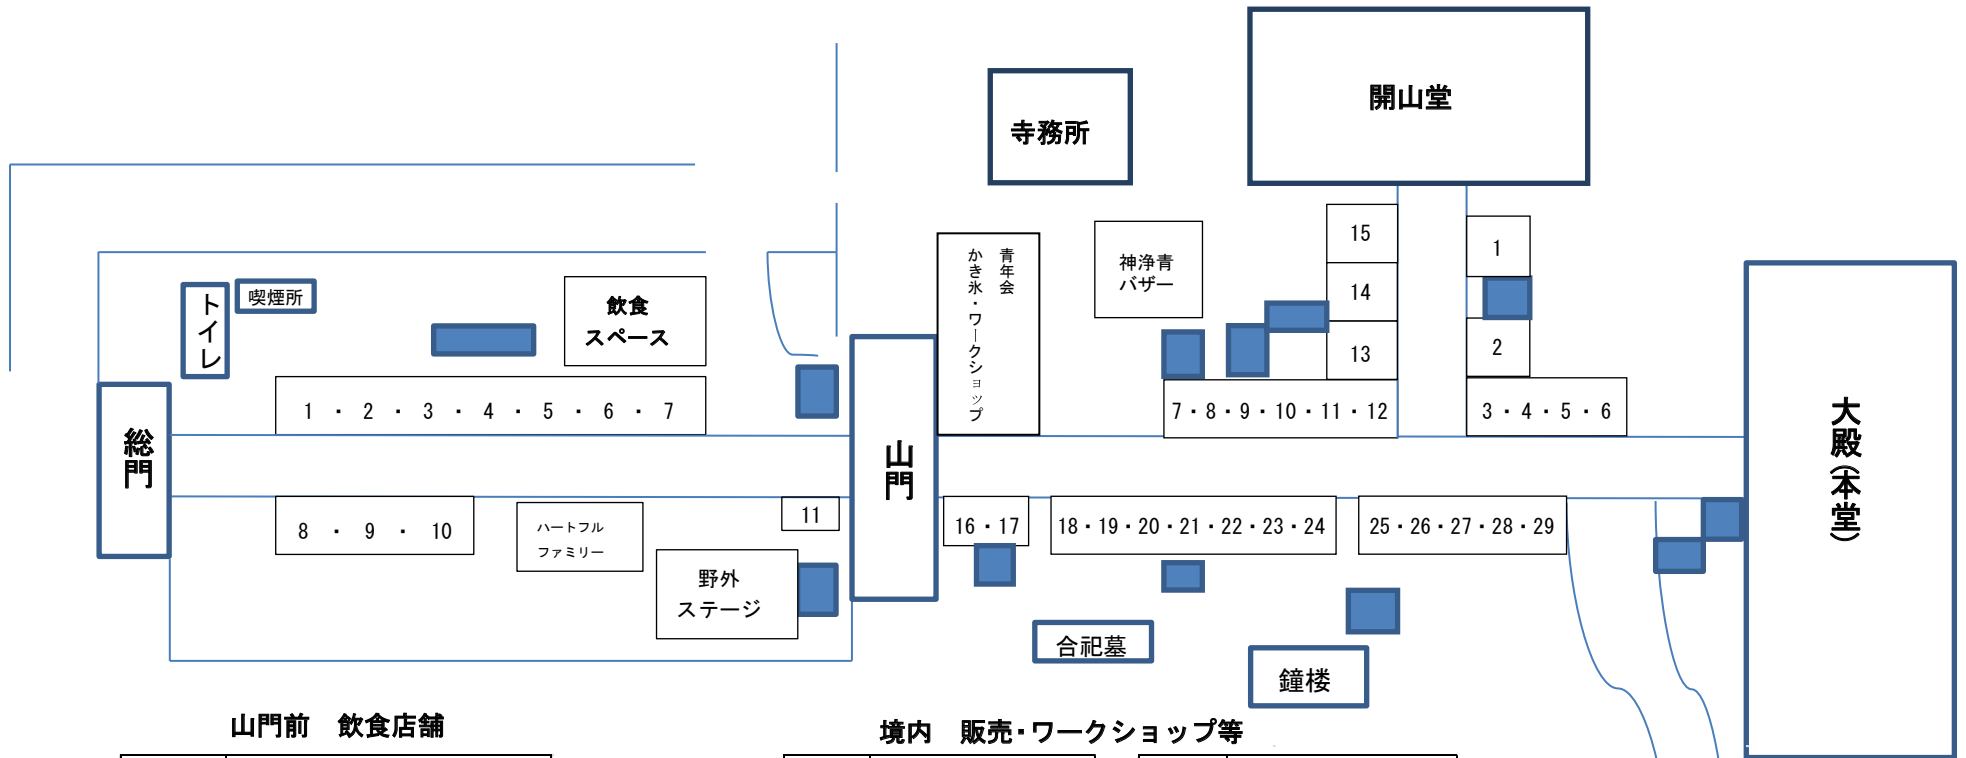 開山堂
寺務所
青年会
かき氷・ワークショップ
神浄青
バザー
15
14
13
1
2
トイレ
喫煙所
飲食
スペース
1 ・ 2 ・ 3 ・ 4 ・ 5 ・ 6 ・ 7
7・8・9・10・11・12
3・4・5・6
総門
山門
大殿(本堂)
8 ・ 9 ・ 10
ハートフル
ファミリー
11
野外
ステージ
16・17
18・19・20・21・22・23・24
25・26・27・28・29
合祀墓
鐘楼
山門前 飲食店舗
境内 販売・ワークショップ等